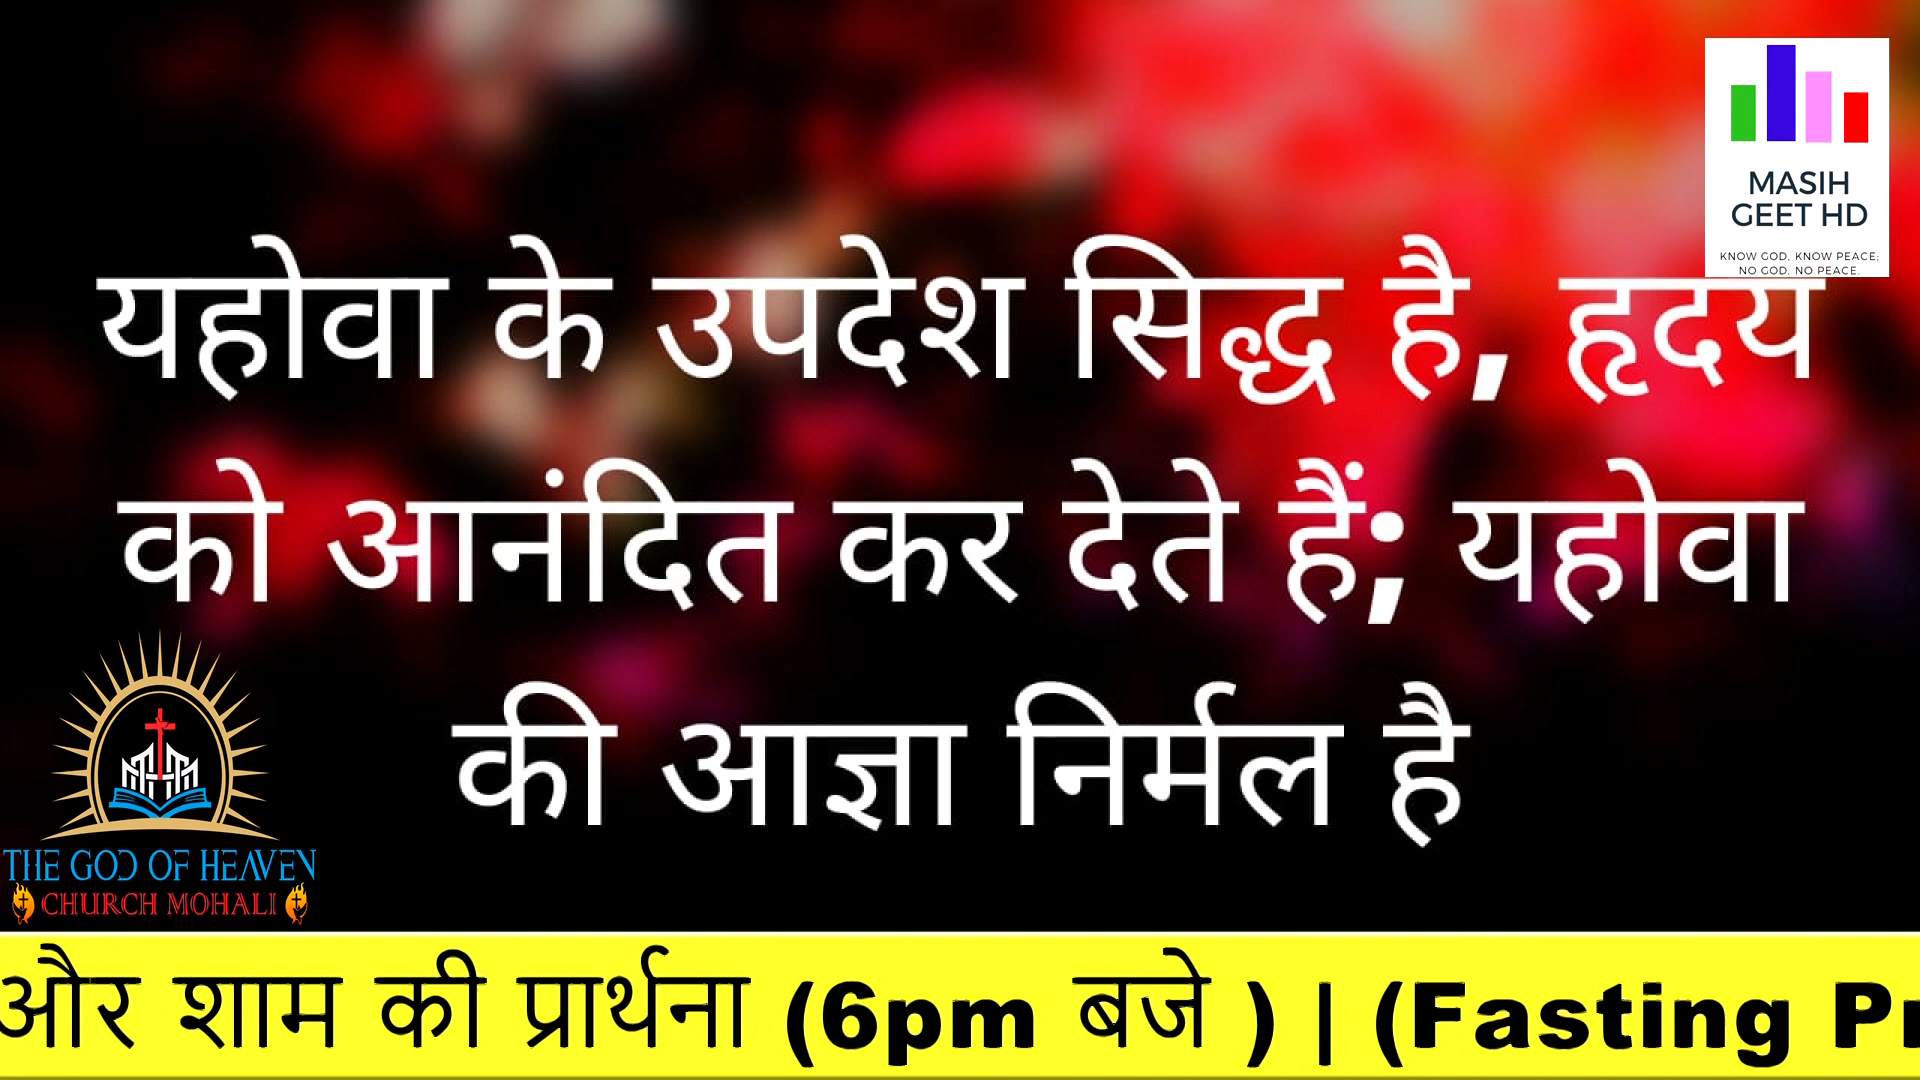 MASIH
GEET HD
KNOW GOD, KNOW PEACE;
NO GOD, NO PEACE.
यहोवा के उपदेश सिद्ध है, हृदय
को आनंदित कर देते हैं; यहोवा
की आज्ञा निर्मल है
THE GOD OF HEAVEN
CHURCH MOHALI
और शाम की प्रार्थना (6pm बजे ) | (Fasting